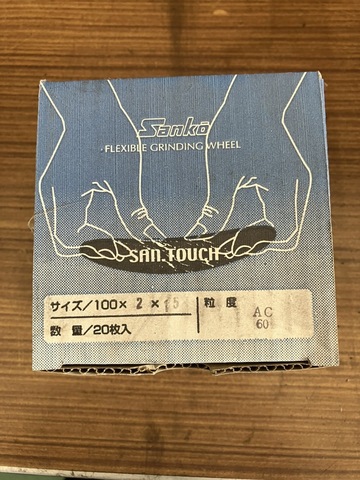 Sankō
FLEXIBLE GRINDING WHEEL
SAN TOUCH
サイズ/100× 2 × 15
粒度
AC
60
数量/20枚入